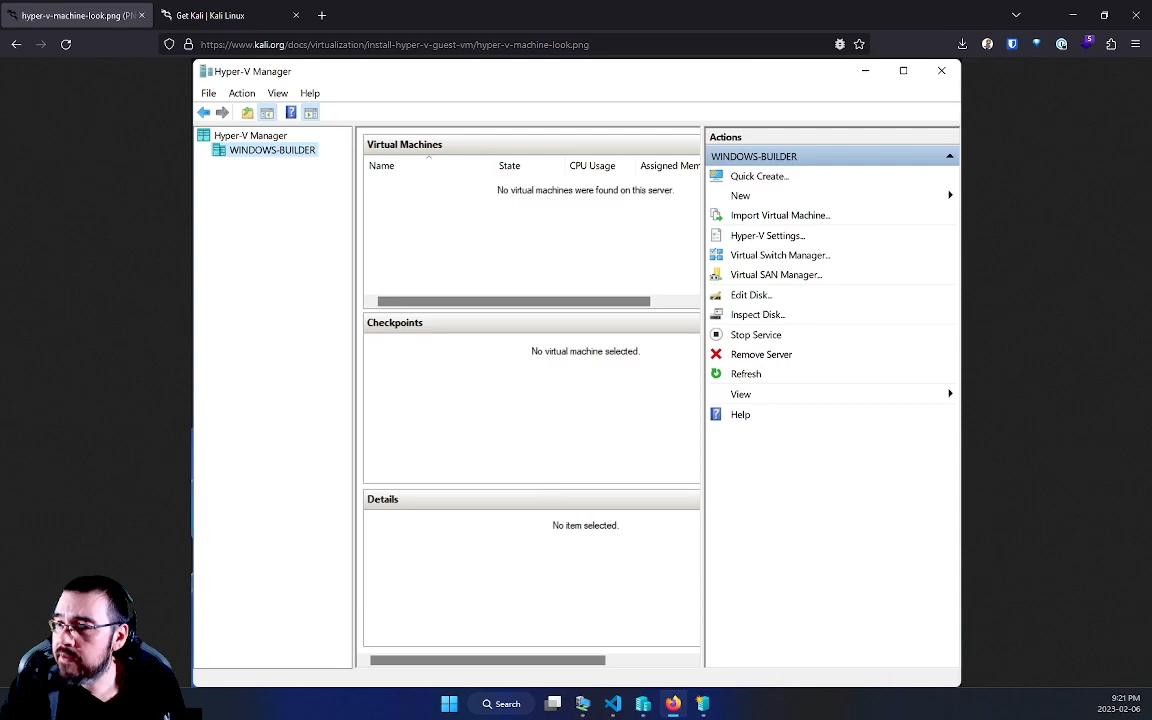 hyper-v-machine-look.png (PN
Get Kali | Kali Linux
https://www.kali.org/docs/virtualization/install-hyper-v-guest-vm/hyper-v-machine-look.png
5
Hyper-V Manager
File Action View Help
Hyper-V Manager
WINDOWS-BUILDER
Virtual Machines
Name State CPU Usage Assigned Mem
No virtual machines were found on this server.
Checkpoints
No virtual machine selected.
Details
No item selected.
Actions
WINDOWS-BUILDER
Quick Create...
New
Import Virtual Machine...
Hyper-V Settings...
Virtual Switch Manager...
Virtual SAN Manager...
Edit Disk...
Inspect Disk...
Stop Service
Remove Server
Refresh
View
Help
Search
9:21 PM
2023-02-06